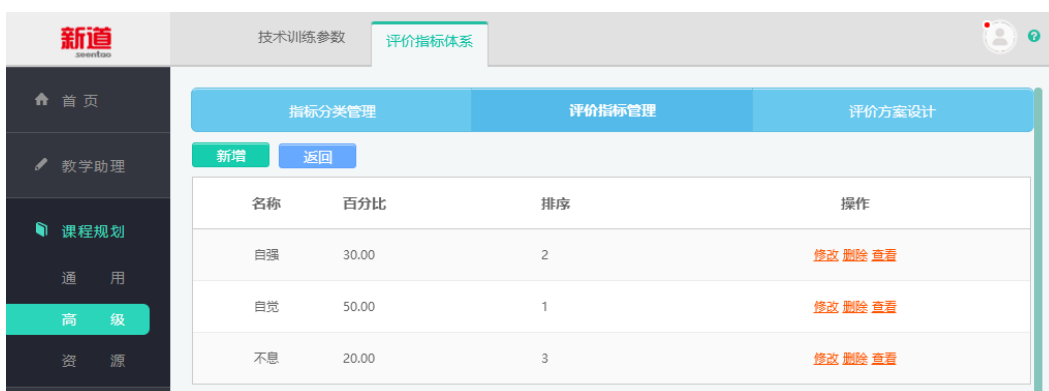 新道
seentao
技术训练参数 评价指标体系
首页
教学助理
课程规划
通 用
高 级
资 源
指标分类管理 评价指标管理 评价方案设计
新增 返回
名称 百分比 排序 操作
自强 30.00 2 修改 删除 查看
自觉 50.00 1 修改 删除 查看
不息 20.00 3 修改 删除 查看